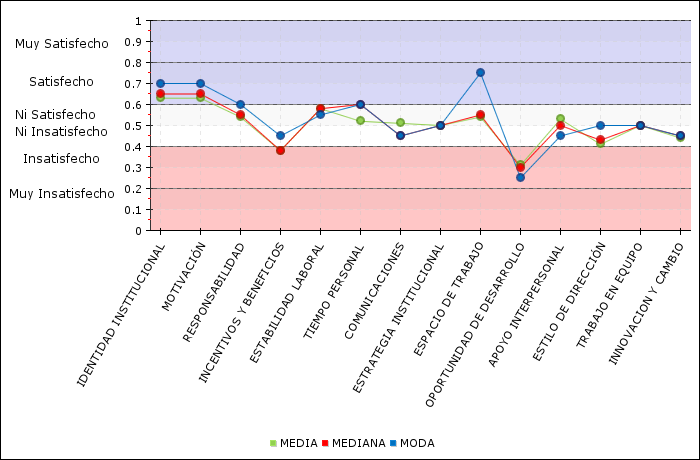 1
0.9
Muy Satisfecho
0.8
Satisfecho
0.7
0.6
Ni Satisfecho
Ni Insatisfecho
0.5
0.4
Insatisfecho
0.3
0.2
Muy Insatisfecho
0.1
0
IDENTIDAD INSTITUCIONAL
MOTIVACIÓN
RESPONSABILIDAD
INCENTIVOS Y BENEFICIOS
ESTABILIDAD LABORAL
TIEMPO PERSONAL
COMUNICACIONES
ESTRATEGIA INSTITUCIONAL
ESPACIO DE TRABAJO
OPORTUNIDAD DE DESARROLLO
APOYO INTERPERSONAL
ESTILO DE DIRECCIÓN
TRABAJO EN EQUIPO
INNOVACION Y CAMBIO
MEDIA MEDIANA MODA